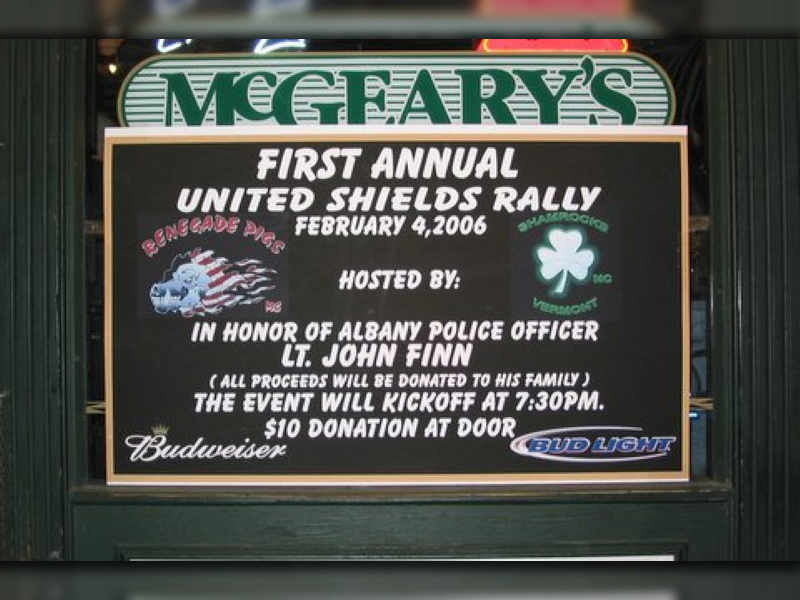 McGEARY'S
FIRST ANNUAL
UNITED SHIELDS RALLY
FEBRUARY 4,2006
RENEGADE PIGS
MC
HOSTED BY:
SHAMROCKS
MC
VERMONT
IN HONOR OF ALBANY POLICE OFFICER
LT. JOHN FINN
( ALL PROCEEDS WILL BE DONATED TO HIS FAMILY )
THE EVENT WILL KICKOFF AT 7:30PM.
$10 DONATION AT DOOR
Budweiser
BUD LIGHT